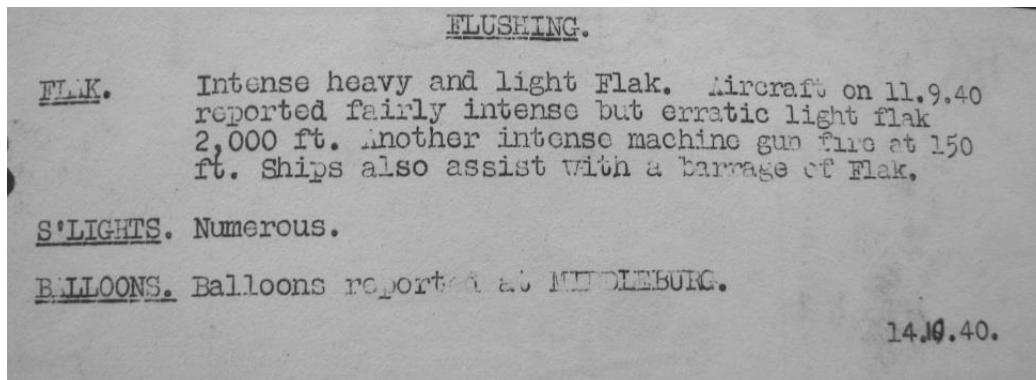 FLUSHING.
FLAK. Intense heavy and light Flak. Aircraft on 11.9.40
reported fairly intense but erratic light flak
2,000 ft. Another intense machine gun fire at 150
ft. Ships also assist with a barrage of Flak.
S'LIGHTS. Numerous.
BALLOONS. Balloons reported at MIDDLEBURG.
14.10.40.